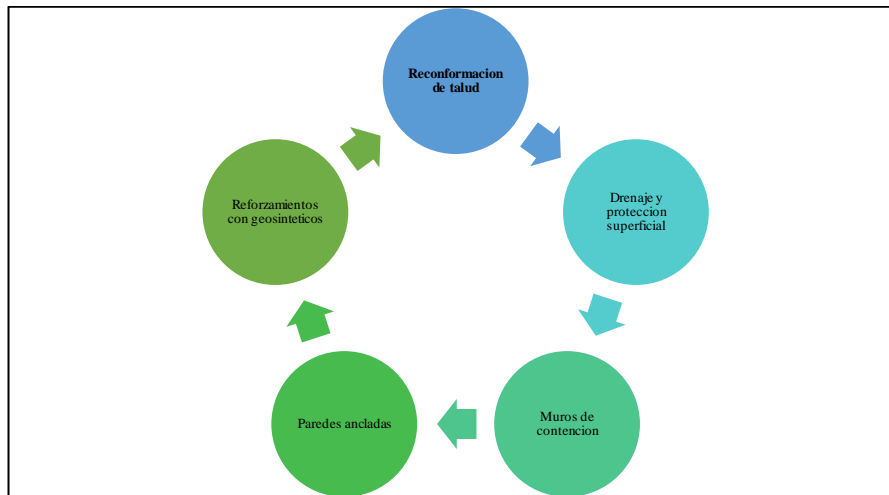 Reconformacion
de talud
Drenaje y
proteccion
superficial
Muros de
contencion
Paredes ancladas
Reforzamientos
con geosinteticos